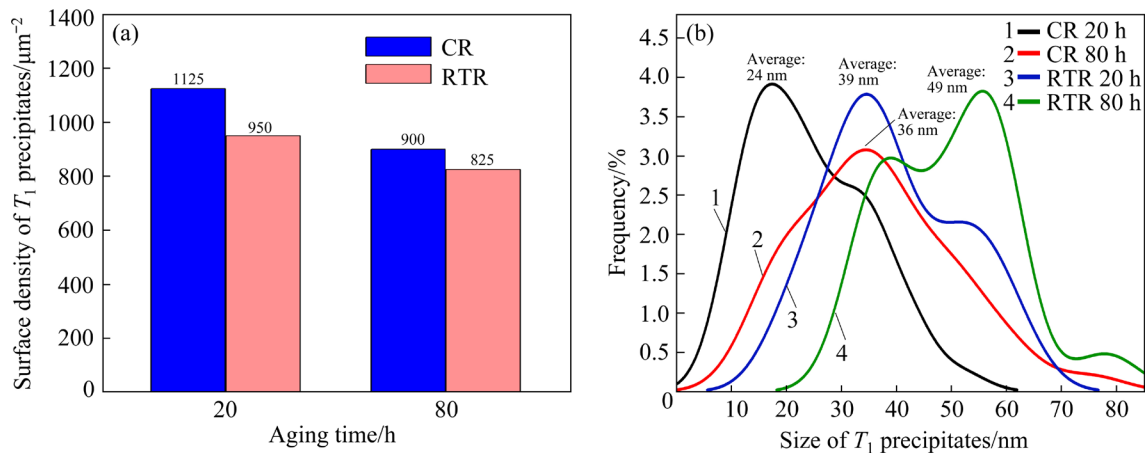 (a)
CR
RTR
1400
1200
1000
800
600
400
200
0
1125
950
900
825
20
80
Aging time/h
Surface density of T₁ precipitates/μm⁻²
(b)
1 CR 20 h
2 CR 80 h
3 RTR 20 h
4 RTR 80 h
Average:
24 nm
Average:
39 nm
Average:
49 nm
Average:
36 nm
4.5
4.0
3.5
3.0
2.5
2.0
1.5
1.0
0.5
0
1
2
3
4
10
20
30
40
50
60
70
80
Size of T₁ precipitates/nm
Frequency/%